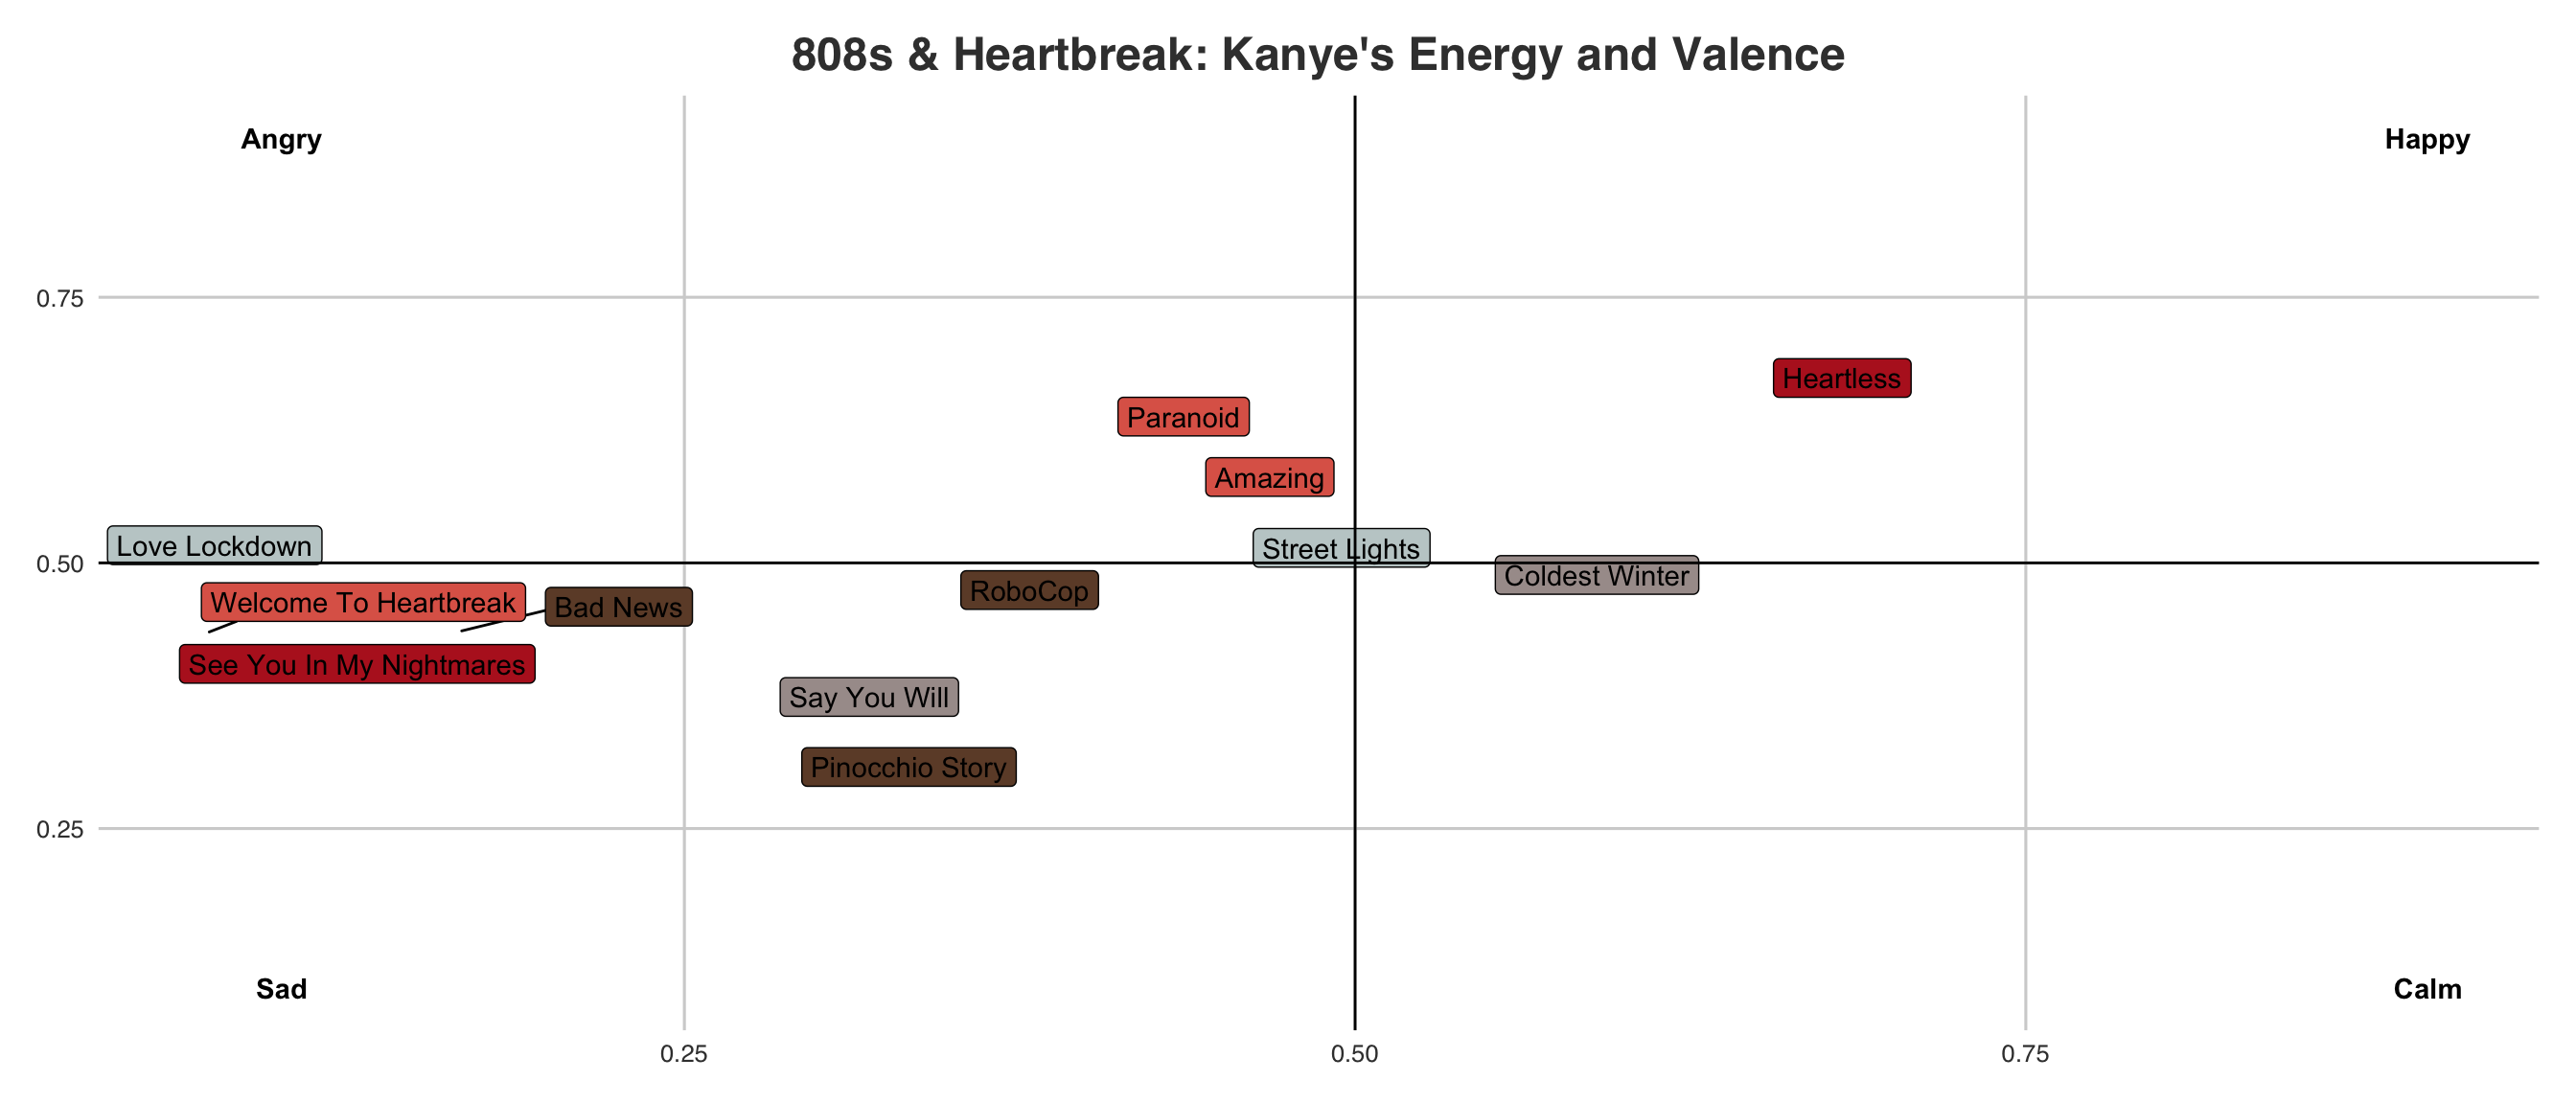 808s & Heartbreak: Kanye's Energy and Valence
Angry
Happy
0.75
Heartless
Paranoid
Amazing
Love Lockdown
Street Lights
0.50
Coldest Winter
RoboCop
Welcome To Heartbreak
Bad News
See You In My Nightmares
Say You Will
Pinocchio Story
0.25
Sad
Calm
0.25
0.50
0.75